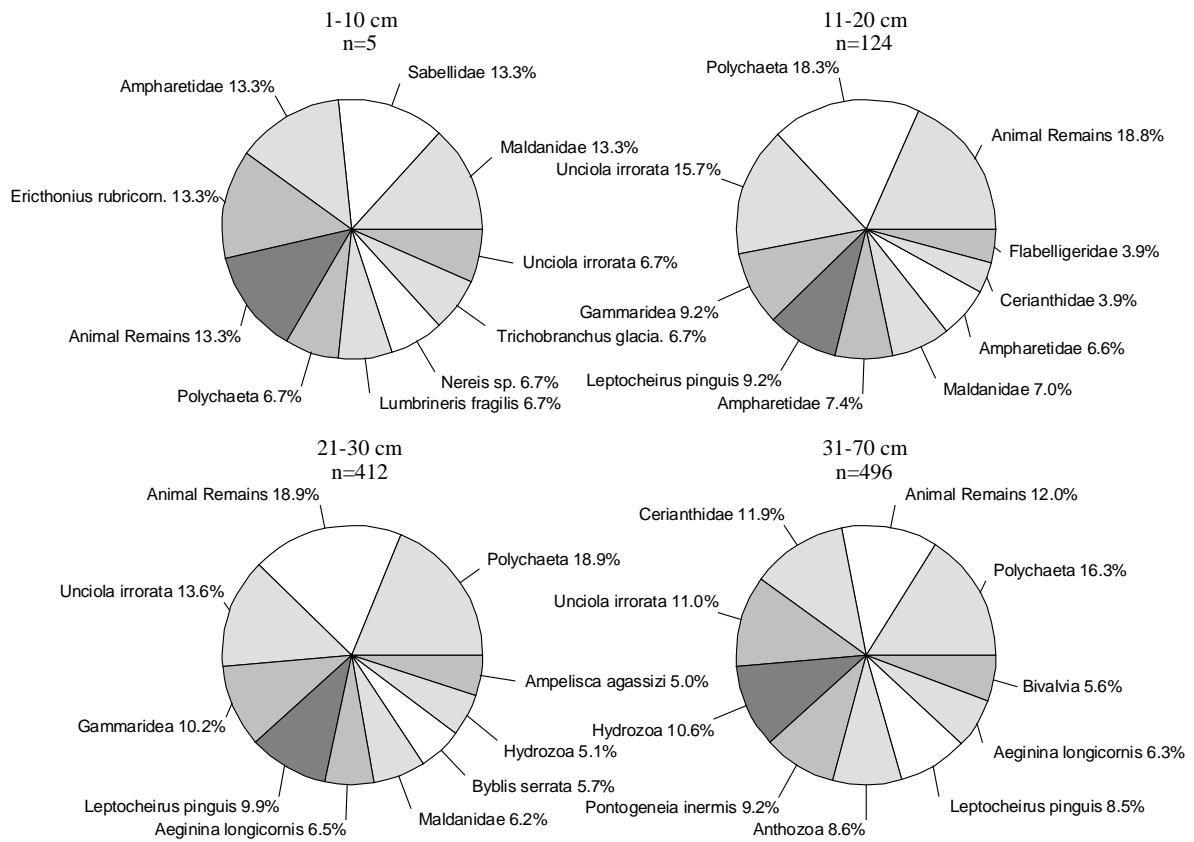 1-10 cm
n=5
Sabellidae 13.3%
Ampharetidae 13.3%
Maldanidae 13.3%
Ericthonius rubricorn. 13.3%
Unciola irrorata 6.7%
Animal Remains 13.3%
Trichobranchus glacia. 6.7%
Nereis sp. 6.7%
Polychaeta 6.7%
Lumbrineris fragilis 6.7%
11-20 cm
n=124
Polychaeta 18.3%
Animal Remains 18.8%
Unciola irrorata 15.7%
Flabelligeridae 3.9%
Cerianthidae 3.9%
Gammaridea 9.2%
Ampharetidae 6.6%
Leptocheirus pinguis 9.2%
Maldanidae 7.0%
Ampharetidae 7.4%
21-30 cm
n=412
Animal Remains 18.9%
Polychaeta 18.9%
Unciola irrorata 13.6%
Ampelisca agassizi 5.0%
Gammaridea 10.2%
Hydrozoa 5.1%
Byblis serrata 5.7%
Leptocheirus pinguis 9.9%
Maldanidae 6.2%
Aeginina longicornis 6.5%
31-70 cm
n=496
Animal Remains 12.0%
Cerianthidae 11.9%
Polychaeta 16.3%
Unciola irrorata 11.0%
Bivalvia 5.6%
Hydrozoa 10.6%
Aeginina longicornis 6.3%
Pontogeneia inermis 9.2%
Leptocheirus pinguis 8.5%
Anthozoa 8.6%